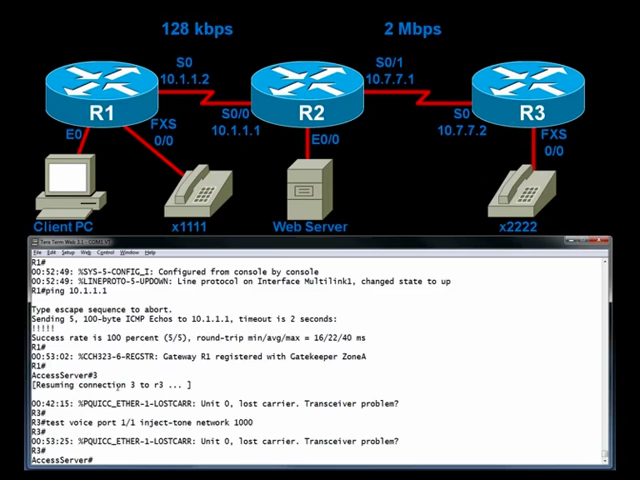 128 kbps
2 Mbps
S0
10.1.1.2
S0/1
10.7.7.1
R1
R2
R3
S0/0
10.1.1.1
S0
10.7.7.2
E0
FXS
0/0
E0/0
FXS
0/0
Client PC
x1111
Web Server
x2222
Tera Term Web 3.1 - COM1 VT
File Edit Setup Web Control Window Help
R1#
00:52:49: %SYS-5-CONFIG_I: Configured from console by console
00:52:49: %LINEPROTO-5-UPDOWN: Line protocol on Interface Multilink1, changed state to up
R1#ping 10.1.1.1
Type escape sequence to abort.
Sending 5, 100-byte ICMP Echos to 10.1.1.1, timeout is 2 seconds:
!!!!!
Success rate is 100 percent (5/5), round-trip min/avg/max = 16/22/40 ms
R1#
00:53:02: %CCH323-6-REGSTR: Gateway R1 registered with Gatekeeper ZoneA
R1#
AccessServer#3
[Resuming connection 3 to r3 ... ]
00:42:15: %PQUICC_ETHER-1-LOSTCARR: Unit 0, lost carrier. Transceiver problem?
R3#
R3#test voice port 1/1 inject-tone network 1000
00:53:25: %PQUICC_ETHER-1-LOSTCARR: Unit 0, lost carrier. Transceiver problem?
R3#
AccessServer#